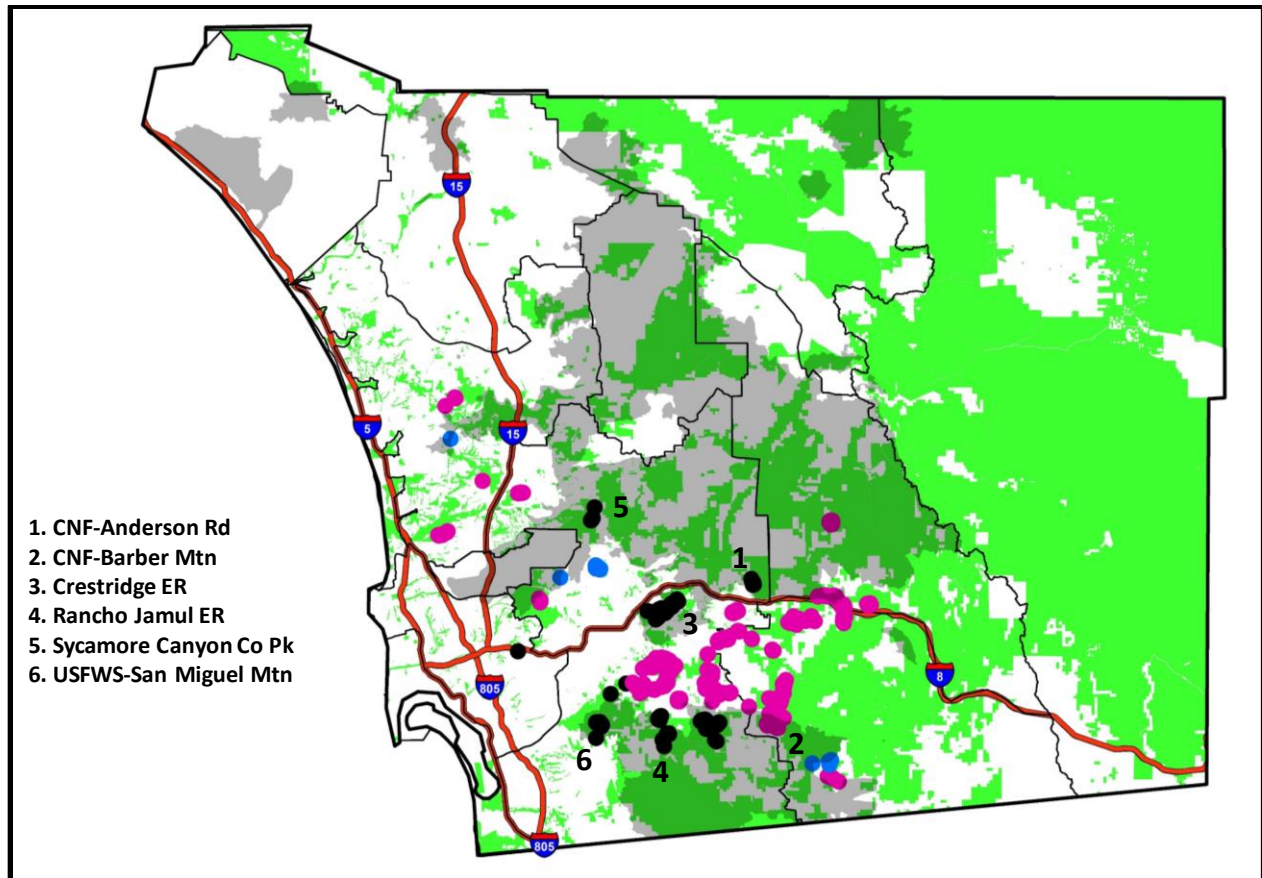 15
5
15
5
1
1. CNF-Anderson Rd
2. CNF-Barber Mtn
3. Crestridge ER
4. Rancho Jamul ER
5. Sycamore Canyon Co Pk
6. USFWS-San Miguel Mtn
3
8
805
2
6
4
805